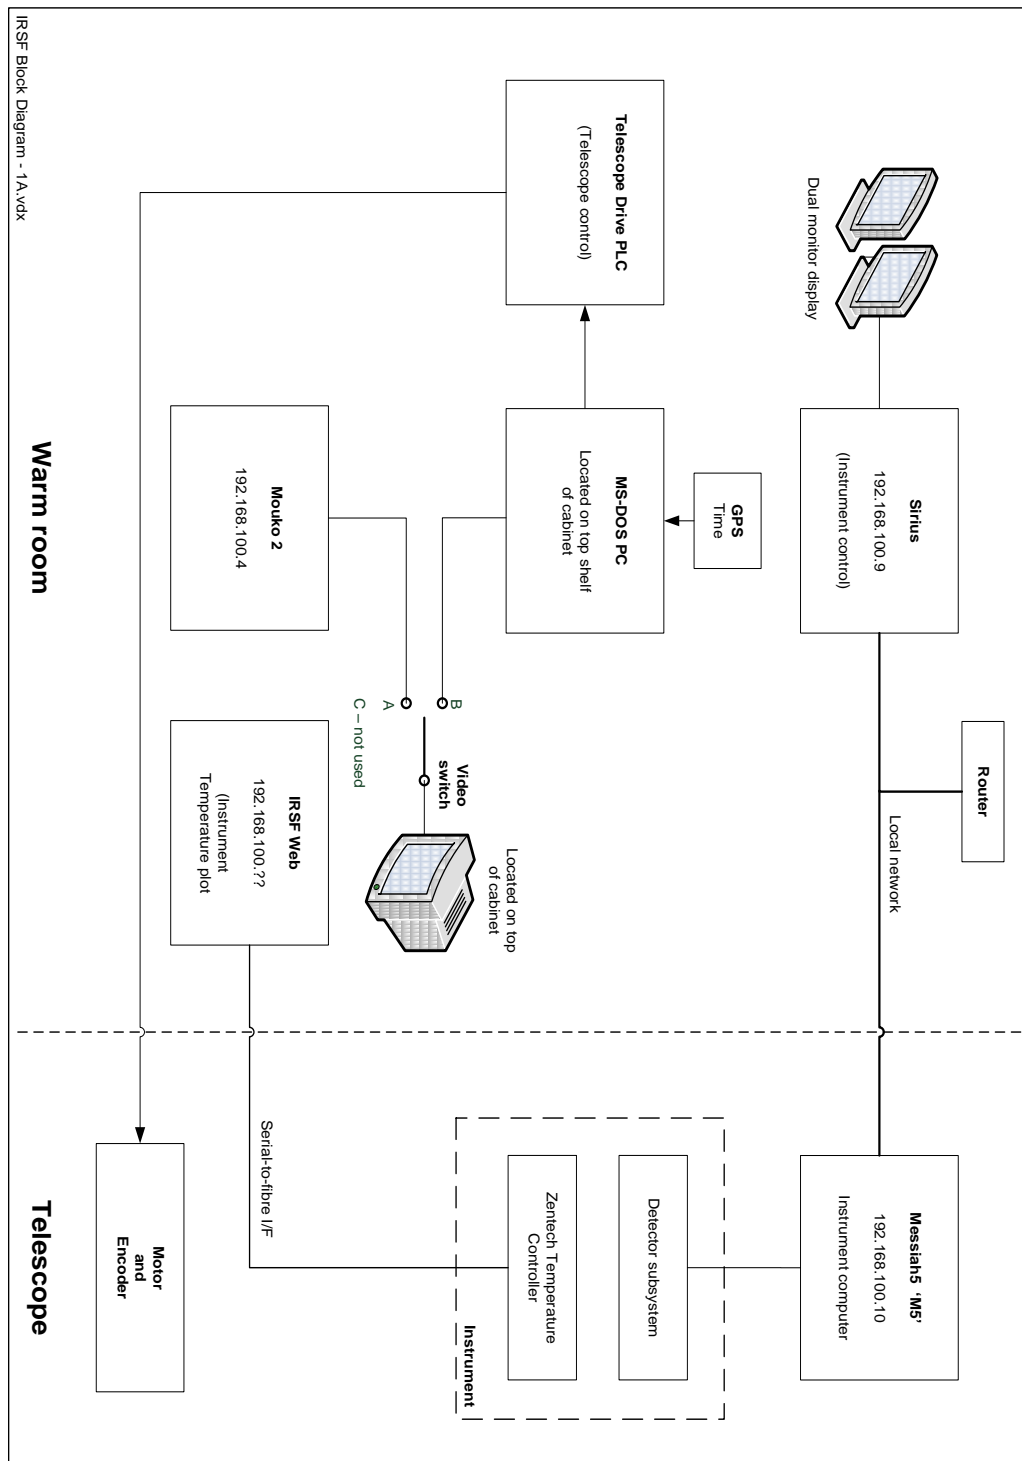 Dual monitor display
Sirius
192.168.100.9
(Instrument control)
Router
Local network
Messiah5  ‘M5’
192.168.100.10
Instrument computer
GPS
Time
Telescope Drive PLC
(Telescope control)
MS-DOS PC
Located on top shelf
of cabinet
Located on top
of cabinet
Video
switch
B
A
C – not used
Detector subsystem
Zentech Temperature
Controller
Instrument
Mouko 2
192.168.100.4
IRSF Web
192.168.100.??
(Instrument
Temperature plot
Serial-to-fibre I/F
Motor
and
Encoder
Warm room
Telescope
IRSF Block Diagram - 1A.vdx